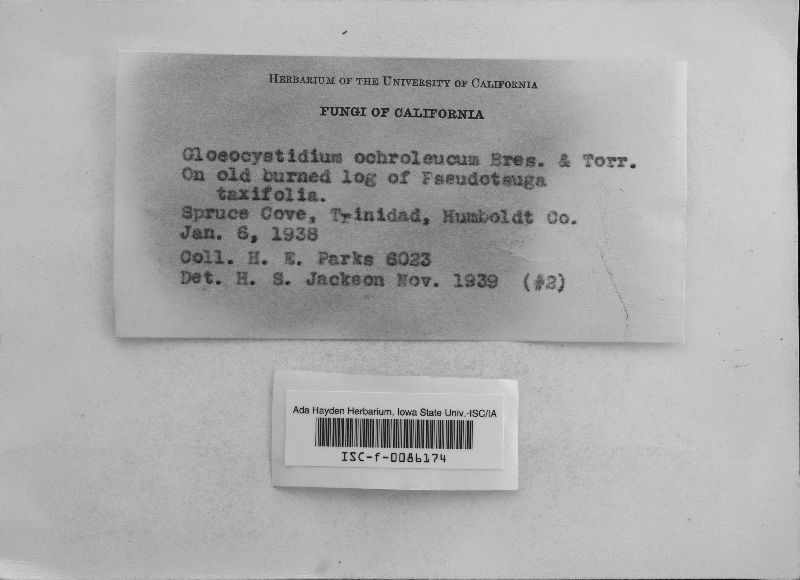 HERBARIUM OF THE UNIVERSITY OF CALIFORNIA
FUNGI OF CALIFORNIA
Gloeocystidium ochroleucum Bres. & Torr.
On old burned log of Pseudotsuga
taxifolia.
Spruce Cove, Trinidad, Humboldt Co.
Jan. 6, 1938
Coll. H. E. Parks 6023
Det. H. S. Jackson Nov. 1939 (#2)
Ada Hayden Herbarium, Iowa State Univ.-ISC/IA
ISC-f-0086174